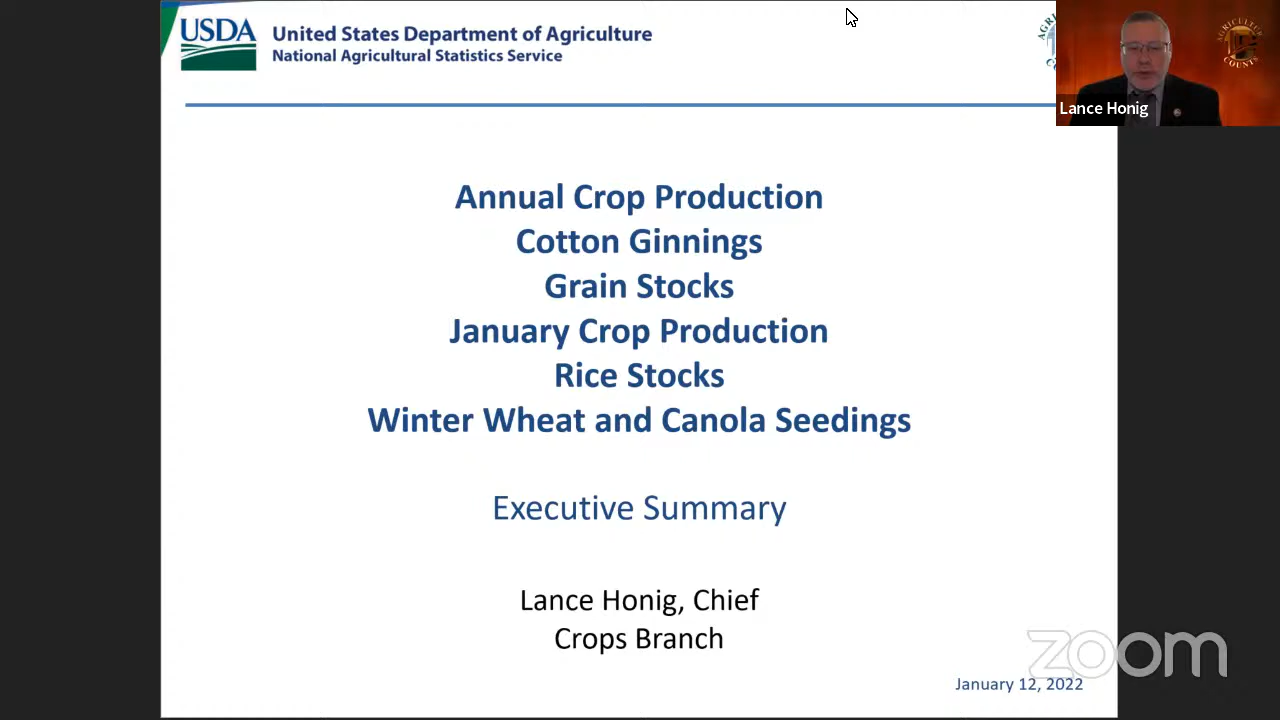 USDA
United States Department of Agriculture
National Agricultural Statistics Service
AGRICULTURE
COUNTS
Lance Honig
Annual Crop Production
Cotton Ginnings
Grain Stocks
January Crop Production
Rice Stocks
Winter Wheat and Canola Seedings
Executive Summary
Lance Honig, Chief
Crops Branch
zoom
January 12, 2022